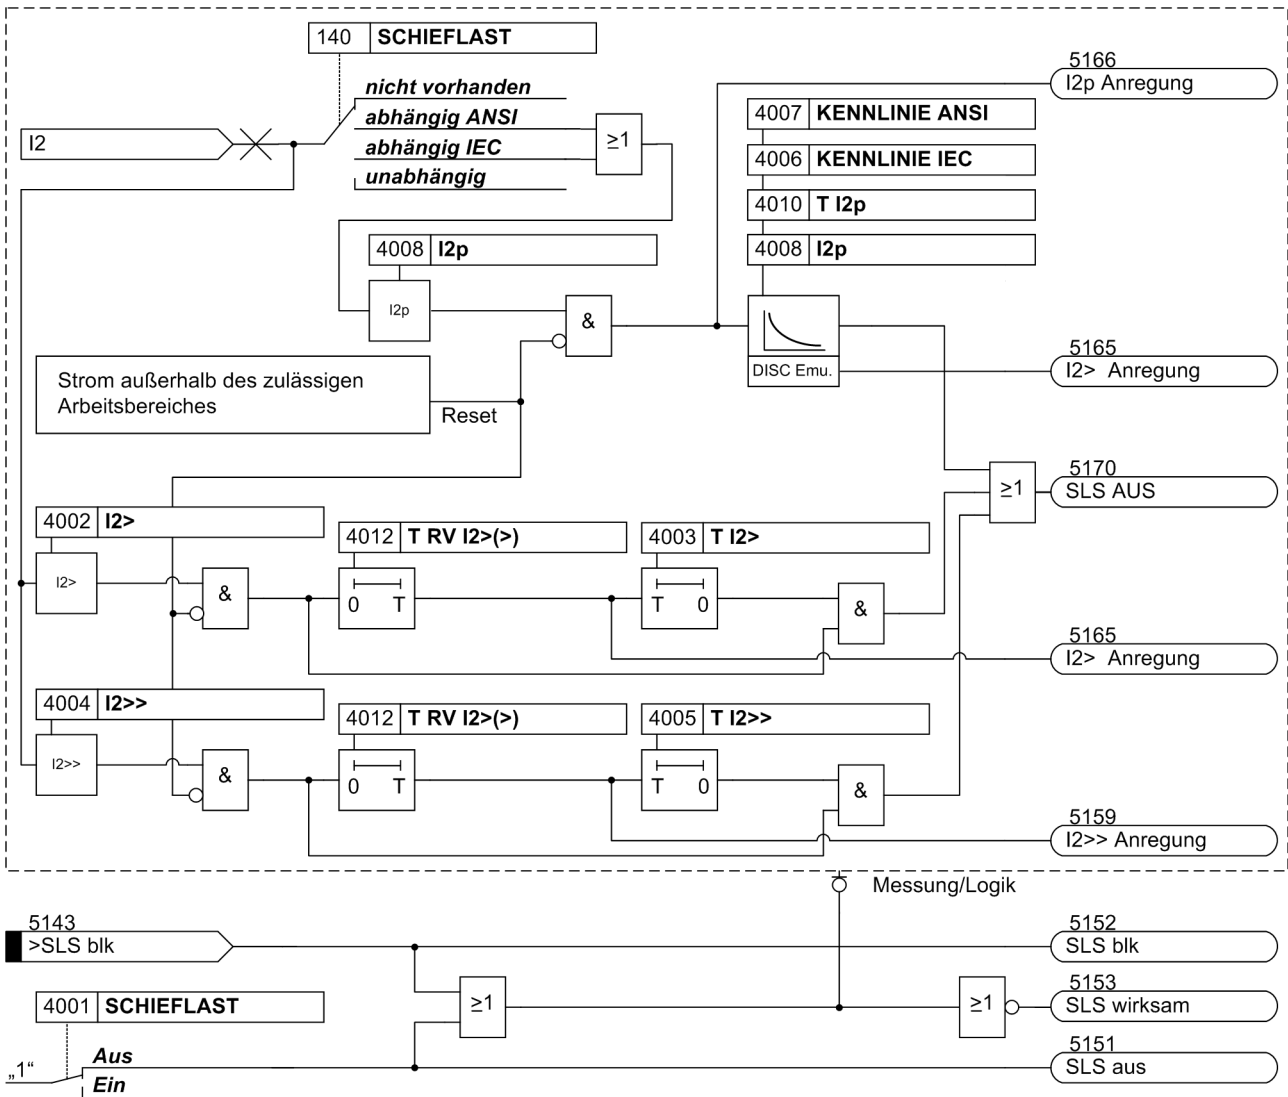 140 SCHIEFLAST
5166
nicht vorhanden
I2p Anregung
4007 KENNLINIE ANSI
abhängig ANSI
I2
≥1
abhängig IEC
4006 KENNLINIE IEC
unabhängig
4010 T I2p
4008 I2p
4008 I2p
I2p
&
5165
DISC Emu.
I2> Anregung
Strom außerhalb des zulässigen
Arbeitsbereiches
Reset
5170
≥1
SLS AUS
4002 I2>
4012 T RV I2>(>)
4003 T I2>
I2>
&
0 T
T 0
&
5165
I2> Anregung
4004 I2>>
4012 T RV I2>(>)
4005 T I2>>
I2>>
&
0 T
T 0
&
5159
I2>> Anregung
Messung/Logik
5143
>SLS blk
5152
SLS blk
4001 SCHIEFLAST
≥1
≥1
5153
SLS wirksam
5151
Aus
SLS aus
„1“
Ein